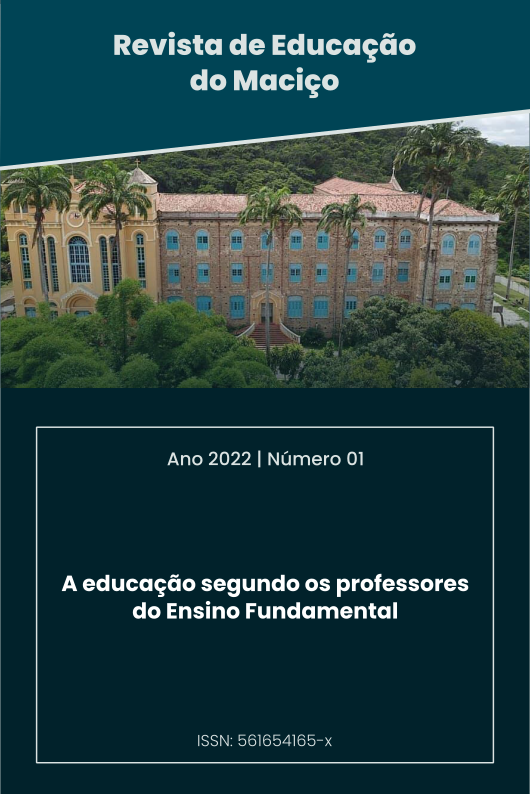 Revista de Educação
do Maciço
Ano 2022 | Número 01
A educação segundo os professores
do Ensino Fundamental
ISSN: 561654165-x